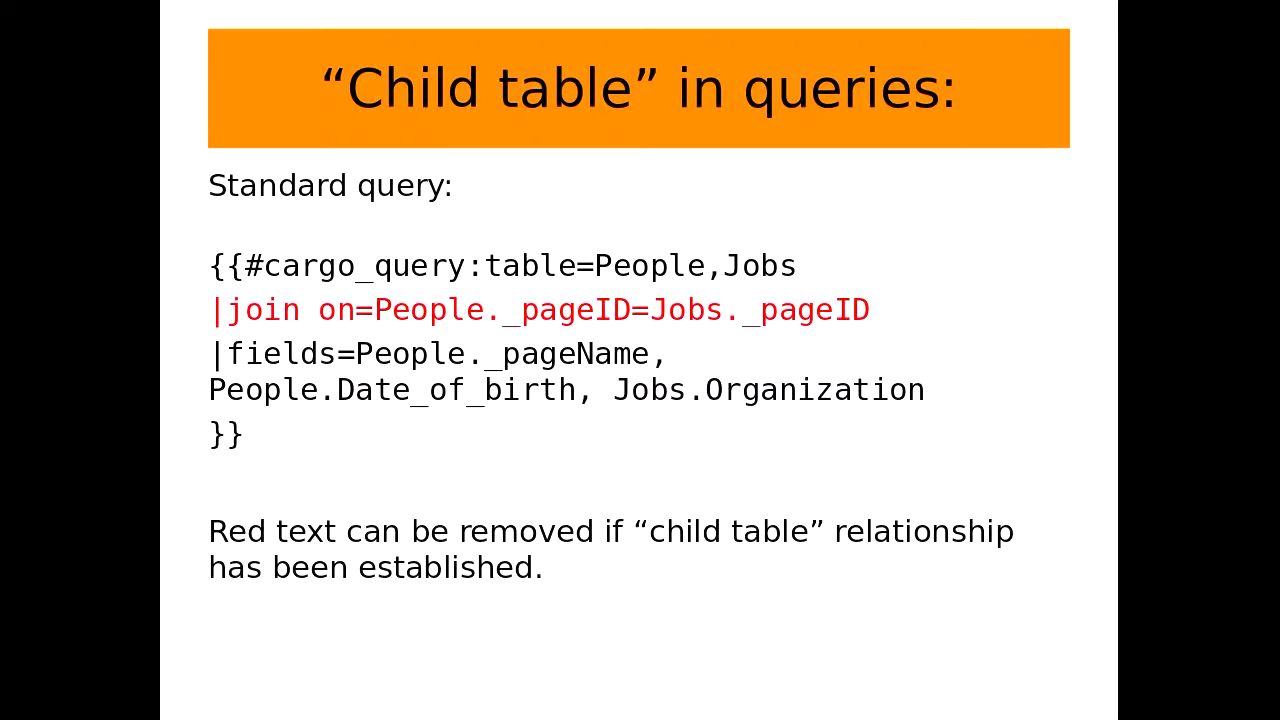 “Child table” in queries:
Standard query:
{{#cargo_query:table=People,Jobs
|join on=People._pageID=Jobs._pageID
|fields=People._pageName,
People.Date_of_birth, Jobs.Organization
}}
Red text can be removed if “child table” relationship
has been established.